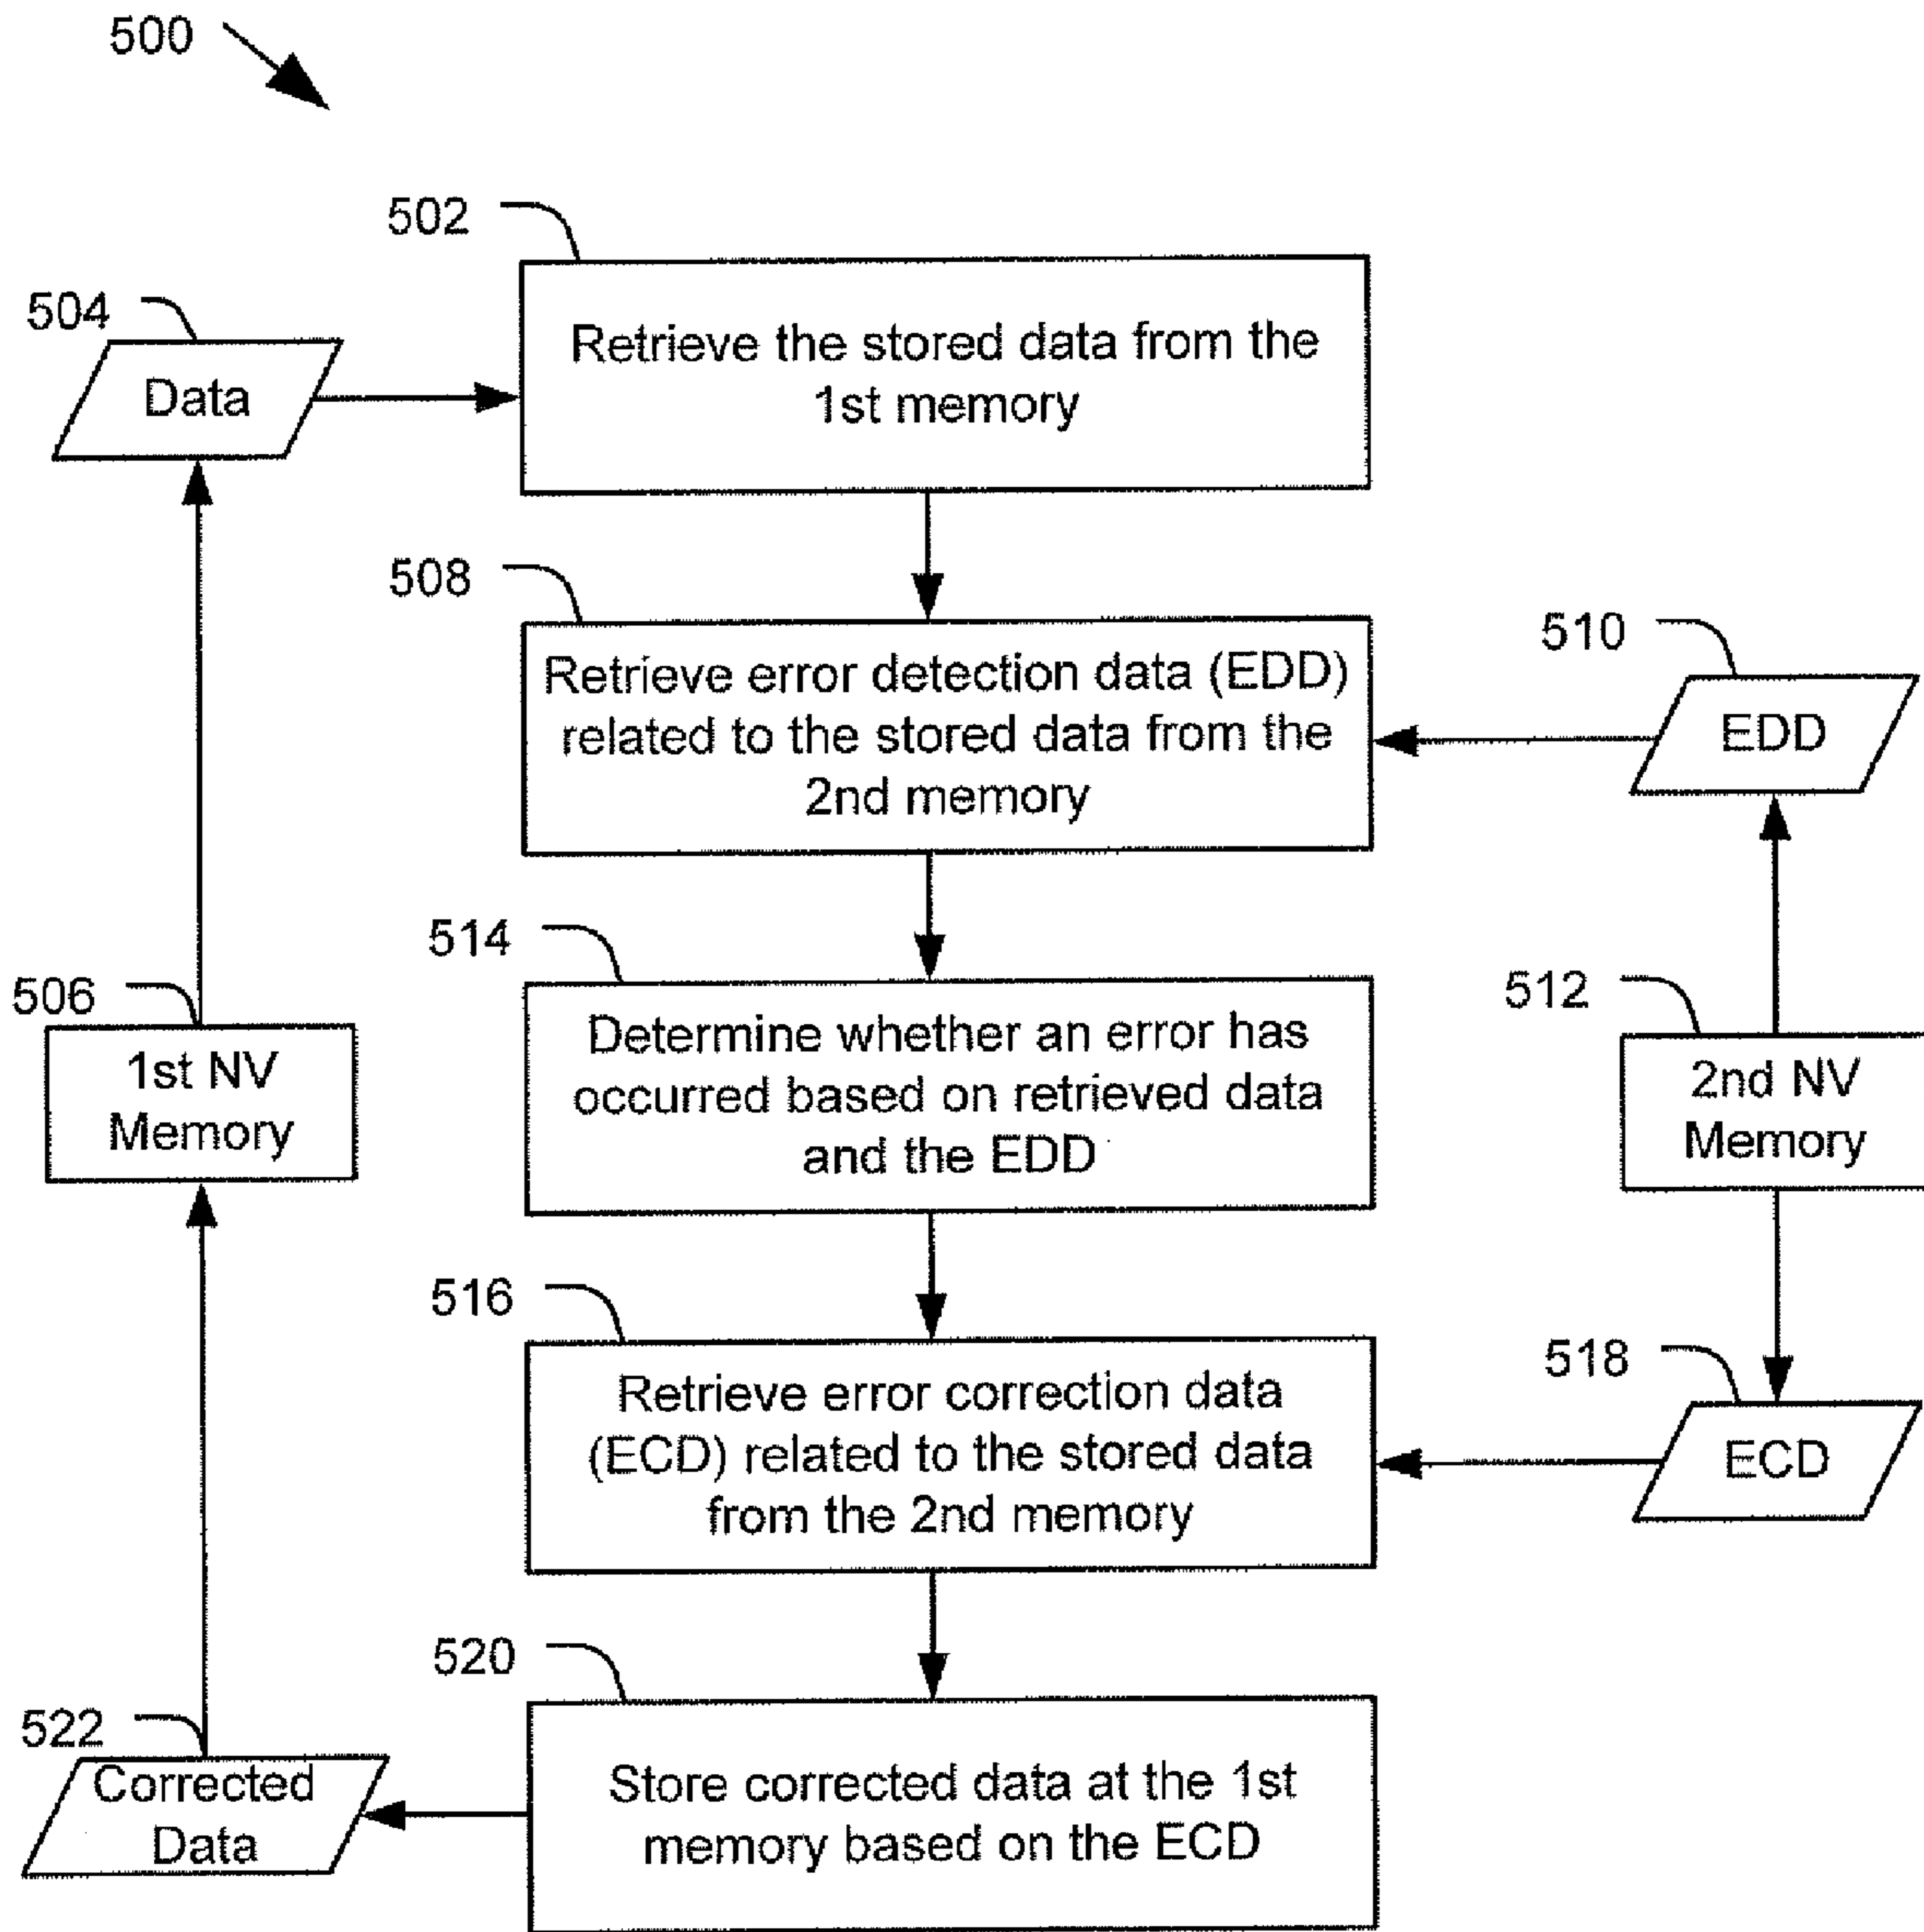 500
502
504
Data
Retrieve the stored data from the
1st memory
508
Retrieve error detection data (EDD)
related to the stored data from the
2nd memory
510
EDD
514
Determine whether an error has
occurred based on retrieved data
and the EDD
506
1st NV
Memory
512
2nd NV
Memory
516
Retrieve error correction data
(ECD) related to the stored data
from the 2nd memory
518
ECD
520
Store corrected data at the 1st
memory based on the ECD
522
Corrected
Data